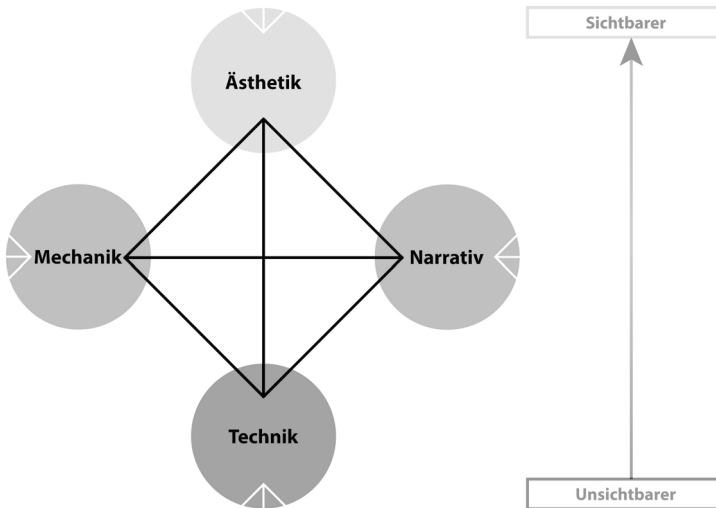 Sichtbarer
Ästhetik
Mechanik
Narrativ
Technik
Unsichtbarer